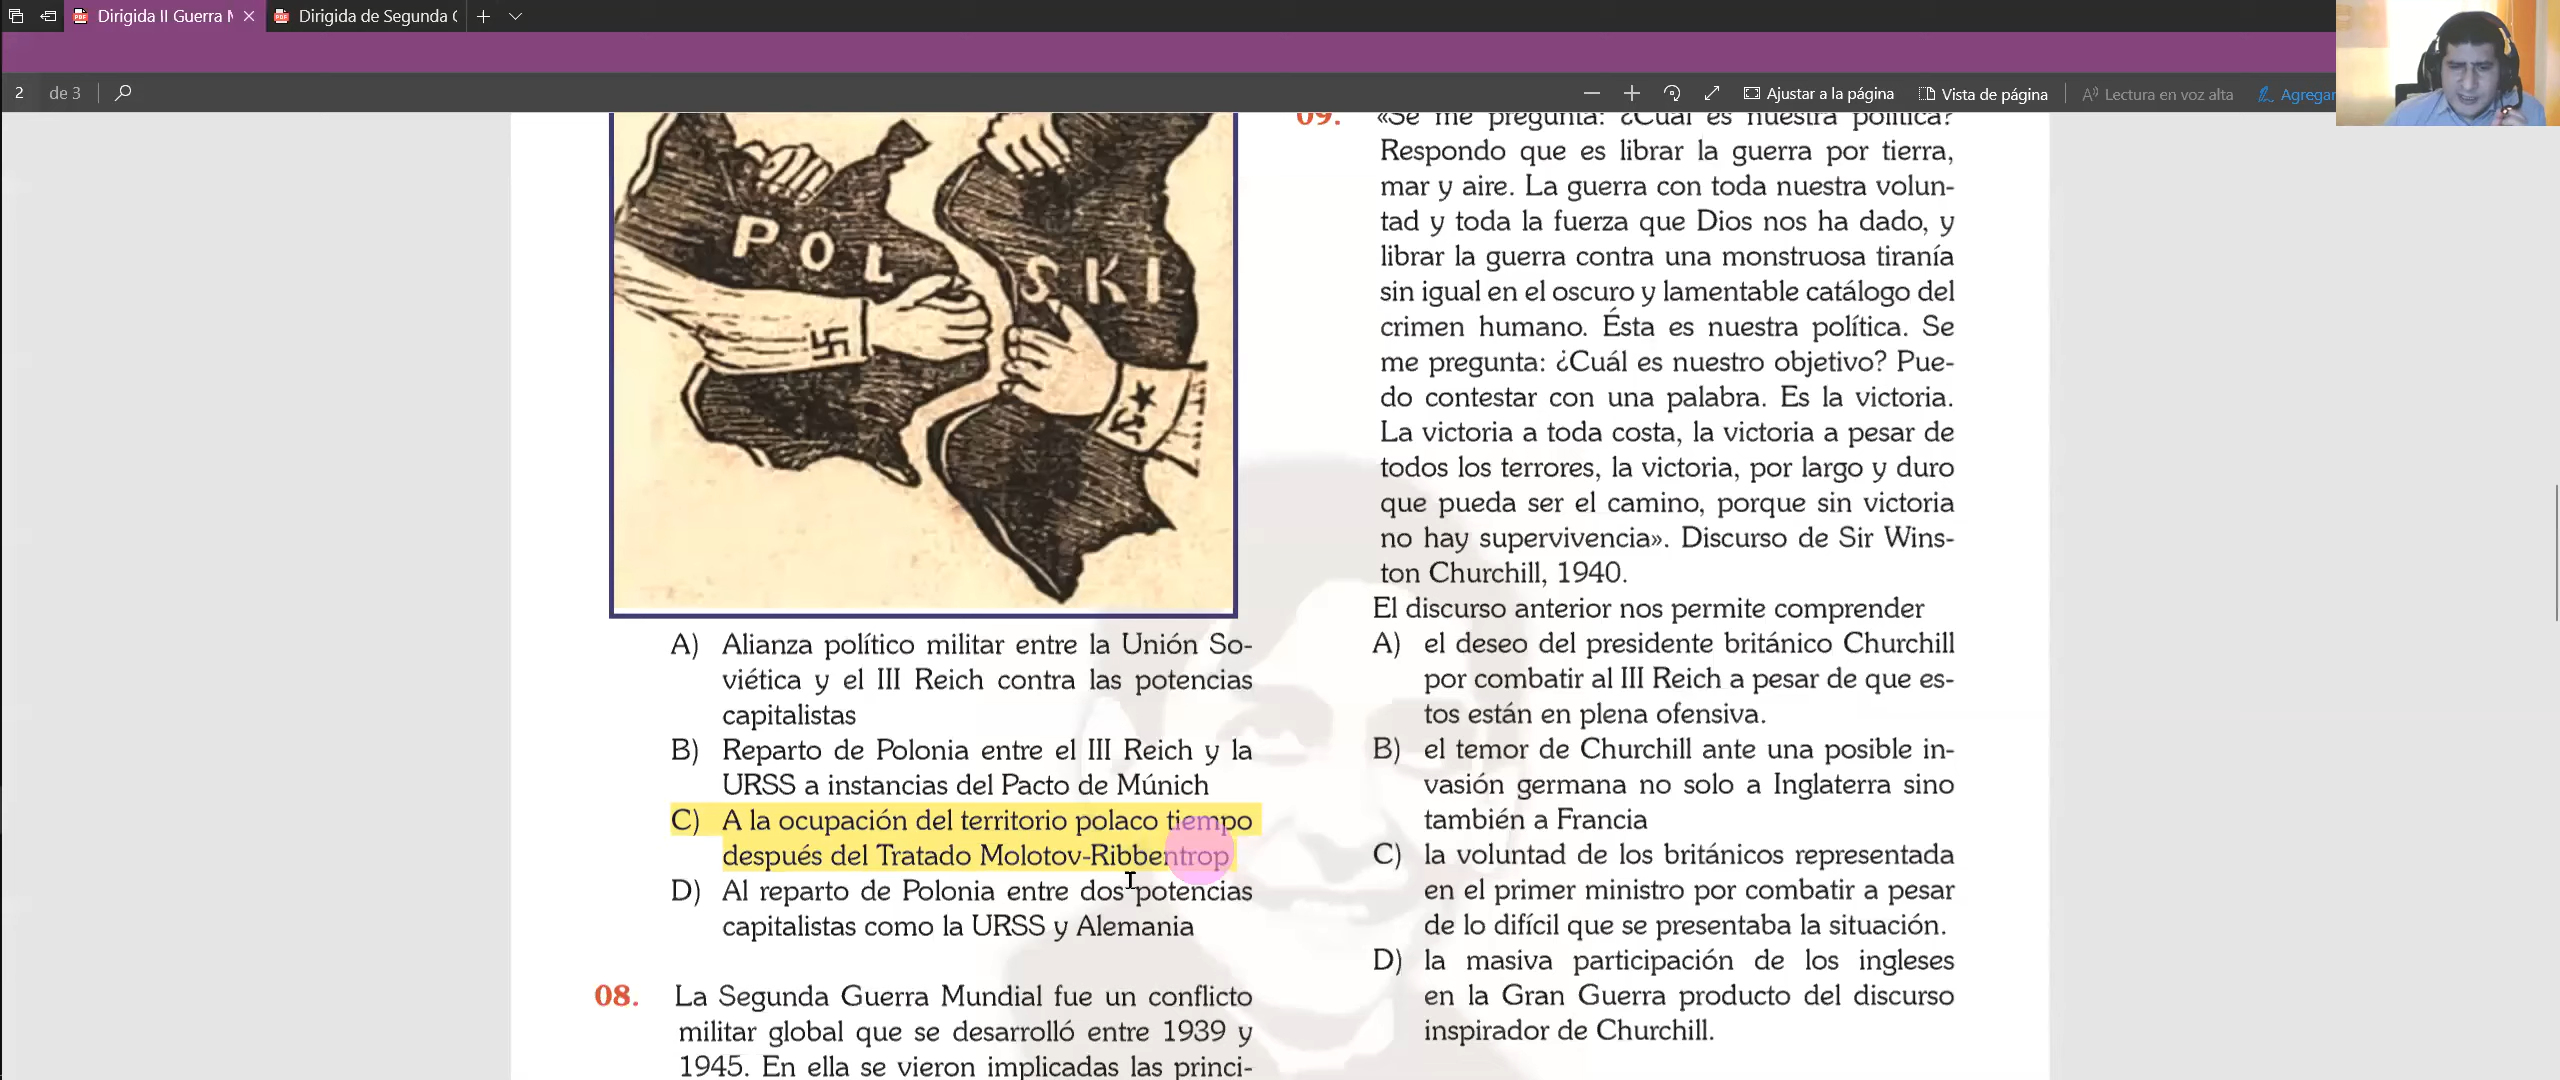 Dirigida II Guerra M
Dirigida de Segunda G
2 de 3
Ajustar a la página
Vista de página
Lectura en voz alta
Agregar
POL
SKI
A) Alianza político militar entre la Unión So-
viética y el III Reich contra las potencias
capitalistas
B) Reparto de Polonia entre el III Reich y la
URSS a instancias del Pacto de Múnich
C) A la ocupación del territorio polaco tiempo
después del Tratado Molotov-Ribbentrop
D) Al reparto de Polonia entre dos potencias
capitalistas como la URSS y Alemania
08. La Segunda Guerra Mundial fue un conflicto
militar global que se desarrolló entre 1939 y
1945. En ella se vieron implicadas las princi-
09. «Se me pregunta: ¿Cuál es nuestra política?
Respondo que es librar la guerra por tierra,
mar y aire. La guerra con toda nuestra volun-
tad y toda la fuerza que Dios nos ha dado, y
librar la guerra contra una monstruosa tiranía
sin igual en el oscuro y lamentable catálogo del
crimen humano. Ésta es nuestra política. Se
me pregunta: ¿Cuál es nuestro objetivo? Pue-
do contestar con una palabra. Es la victoria.
La victoria a toda costa, la victoria a pesar de
todos los terrores, la victoria, por largo y duro
que pueda ser el camino, porque sin victoria
no hay supervivencia». Discurso de Sir Wins-
ton Churchill, 1940.
El discurso anterior nos permite comprender
A) el deseo del presidente británico Churchill
por combatir al III Reich a pesar de que es-
tos están en plena ofensiva.
B) el temor de Churchill ante una posible in-
vasión germana no solo a Inglaterra sino
también a Francia
C) la voluntad de los británicos representada
en el primer ministro por combatir a pesar
de lo difícil que se presentaba la situación.
D) la masiva participación de los ingleses
en la Gran Guerra producto del discurso
inspirador de Churchill.